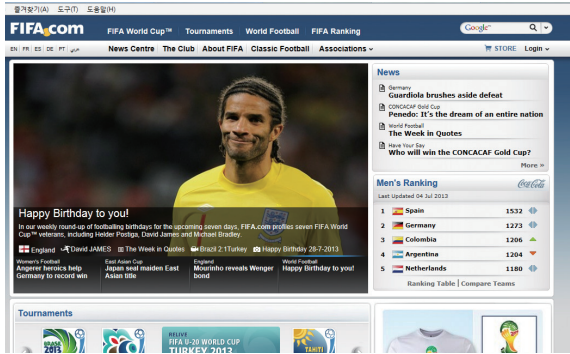 즐겨찾기(A) 도구(T) 도움말(H)
FIFA.com
FIFA World Cup™ Tournaments World Football FIFA Ranking
Google™
EN FR ES DE PT عربي
News Centre The Club About FIFA Classic Football Associations
STORE Login
Happy Birthday to you!
In our weekly round-up of footballing birthdays for the upcoming seven days, FIFA.com profiles seven FIFA World
Cup™ veterans, including Helder Postiga, David James and Michael Bradley.
England David JAMES The Week in Quotes Brazil 2:1Turkey Happy Birthday 28-7-2013
Women's Football
Angerer heroics help
Germany to record win
East Asian Cup
Japan seal maiden East
Asian title
England
Mourinho reveals Wenger
bond
World Football
Happy Birthday to you!
News
Germany
Guardiola brushes aside defeat
CONCACAF Gold Cup
Penedo: It's the dream of an entire nation
World Football
The Week in Quotes
Have Your Say
Who will win the CONCACAF Gold Cup?
More »
Men's Ranking
Coca-Cola
Last Updated 04 Jul 2013
1 Spain 1532
2 Germany 1273
3 Colombia 1206
4 Argentina 1204
5 Netherlands 1180
Ranking Table | Compare Teams
Tournaments
BRASIL
2013
RELIVE
FIFA U-20 WORLD CUP
TURKEY 2013
TAHITI